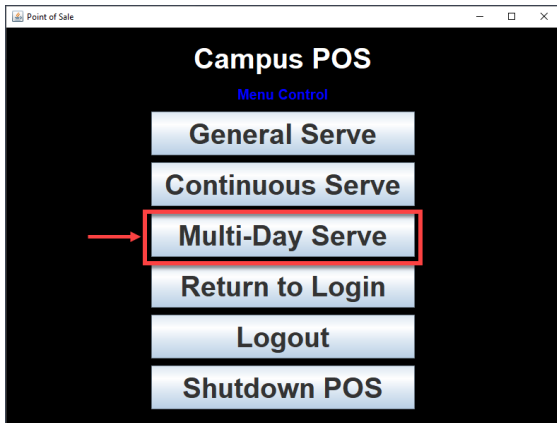 Point of Sale
Campus POS
Menu Control
General Serve
Continuous Serve
Multi-Day Serve
Return to Login
Logout
Shutdown POS